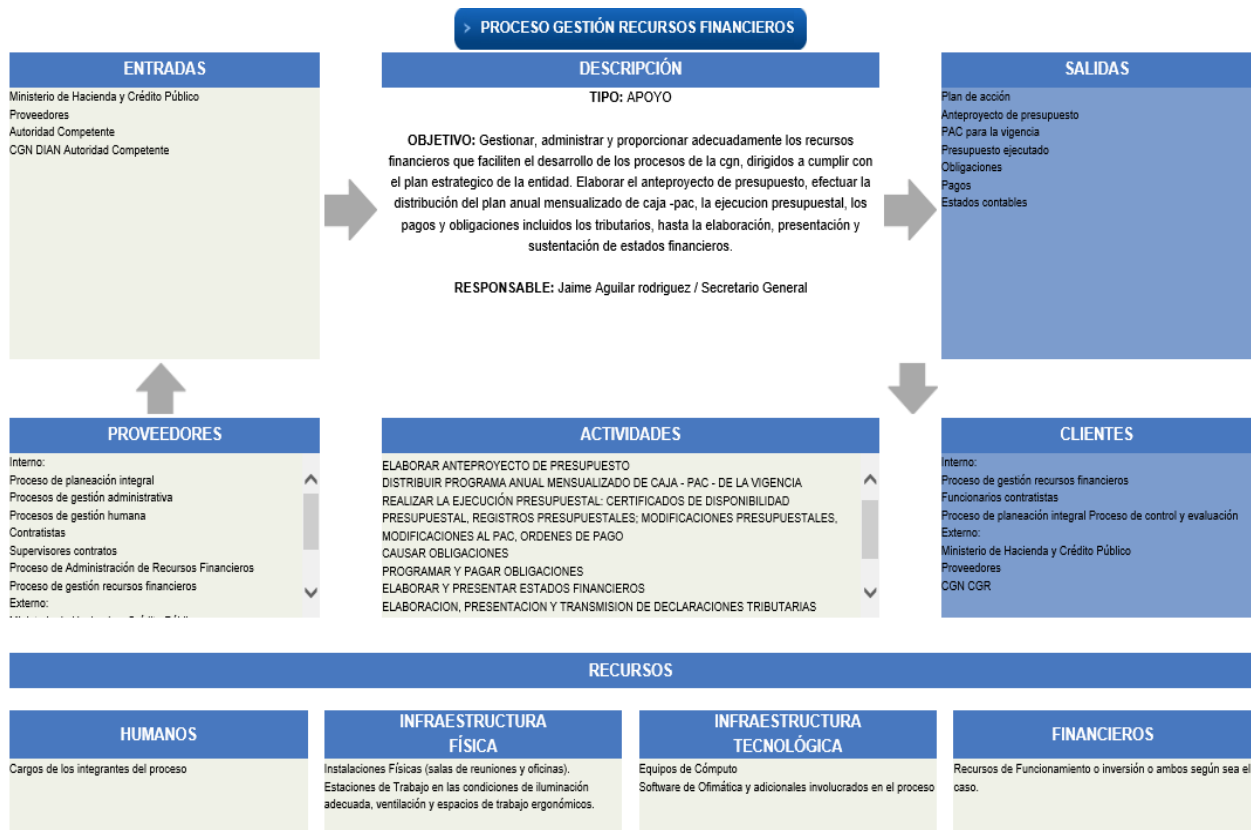 > PROCESO GESTIÓN RECURSOS FINANCIEROS
ENTRADAS
Ministerio de Hacienda y Crédito Público
Proveedores
Autoridad Competente
CGN DIAN Autoridad Competente
DESCRIPCIÓN
TIPO: APOYO
OBJETIVO: Gestionar, administrar y proporcionar adecuadamente los recursos
financieros que faciliten el desarrollo de los procesos de la cgn, dirigidos a cumplir con
el plan estrategico de la entidad. Elaborar el anteproyecto de presupuesto, efectuar la
distribución del plan anual mensualizado de caja -pac, la ejecucion presupuestal, los
pagos y obligaciones incluidos los tributarios, hasta la elaboración, presentación y
sustentación de estados financieros.
RESPONSABLE: Jaime Aguilar rodriguez / Secretario General
SALIDAS
Plan de acción
Anteproyecto de presupuesto
PAC para la vigencia
Presupuesto ejecutado
Obligaciones
Pagos
Estados contables
PROVEEDORES
Interno:
Proceso de planeación integral
Procesos de gestión administrativa
Procesos de gestión humana
Contratistas
Supervisores contratos
Proceso de Administración de Recursos Financieros
Proceso de gestión recursos financieros
Externo:
ACTIVIDADES
ELABORAR ANTEPROYECTO DE PRESUPUESTO
DISTRIBUIR PROGRAMA ANUAL MENSUALIZADO DE CAJA - PAC - DE LA VIGENCIA
REALIZAR LA EJECUCIÓN PRESUPUESTAL: CERTIFICADOS DE DISPONIBILIDAD
PRESUPUESTAL, REGISTROS PRESUPUESTALES; MODIFICACIONES PRESUPUESTALES,
MODIFICACIONES AL PAC, ORDENES DE PAGO
CAUSAR OBLIGACIONES
PROGRAMAR Y PAGAR OBLIGACIONES
ELABORAR Y PRESENTAR ESTADOS FINANCIEROS
ELABORACION, PRESENTACION Y TRANSMISION DE DECLARACIONES TRIBUTARIAS
CLIENTES
Interno:
Proceso de gestión recursos financieros
Funcionarios contratistas
Proceso de planeación integral Proceso de control y evaluación
Externo:
Ministerio de Hacienda y Crédito Público
Proveedores
CGN CGR
RECURSOS
HUMANOS
Cargos de los integrantes del proceso
INFRAESTRUCTURA
FÍSICA
Instalaciones Físicas (salas de reuniones y oficinas).
Estaciones de Trabajo en las condiciones de iluminación
adecuada, ventilación y espacios de trabajo ergonómicos.
INFRAESTRUCTURA
TECNOLÓGICA
Equipos de Cómputo
Software de Ofimática y adicionales involucrados en el proceso
FINANCIEROS
Recursos de Funcionamiento o inversión o ambos según sea el
caso.